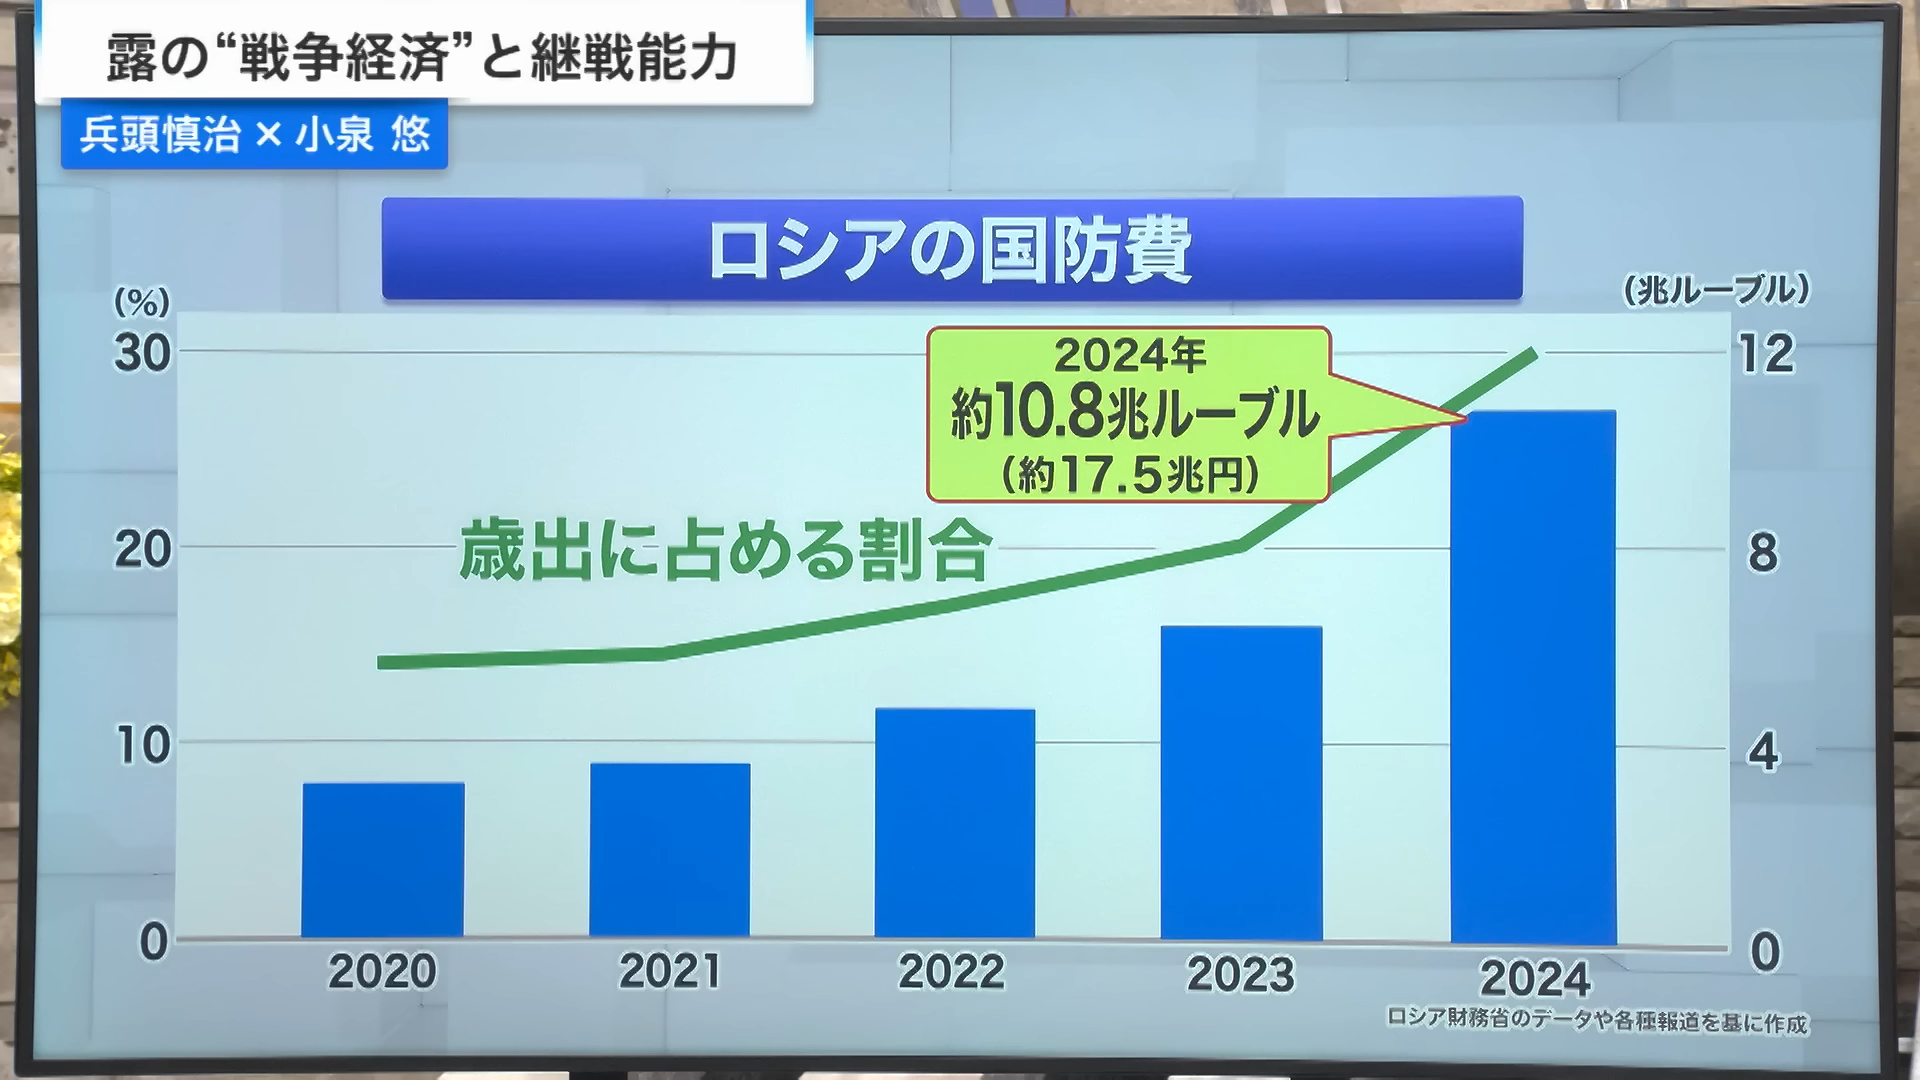 露の“戦争経済”と継戦能力
兵頭慎治×小泉 悠
ロシアの国防費
(%)
(兆ルーブル)
30
12
2024年
約10.8兆ルーブル
(約17.5兆円)
歳出に占める割合
20
8
10
4
0
0
2020
2021
2022
2023
2024
ロシア財務省のデータや各種報道を基に作成